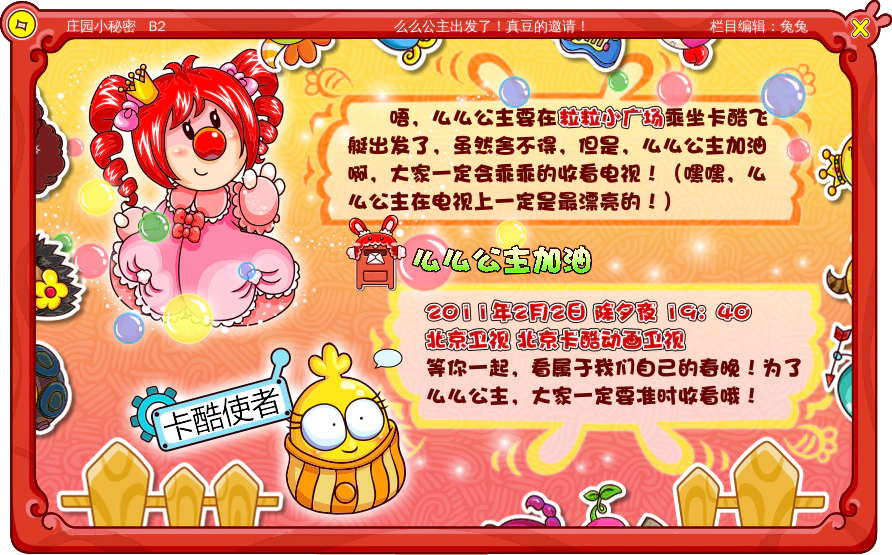 庄园小秘密 B2
么么公主出发了！真豆的邀请！
栏目编辑：兔兔
唔，么么公主要在粒粒小广场乘坐卡酷飞
艇出发了，虽然舍不得，但是，么么公主加油
啊，大家一定会乖乖的收看电视！（嘿嘿，么
么公主在电视上一定是最漂亮的！）
么么公主加油
2011年2月2日 除夕夜 19：40
北京卫视 北京卡酷动画卫视
等你一起，看属于我们自己的春晚！为了
么么公主，大家一定要准时收看哦！
卡酷使者